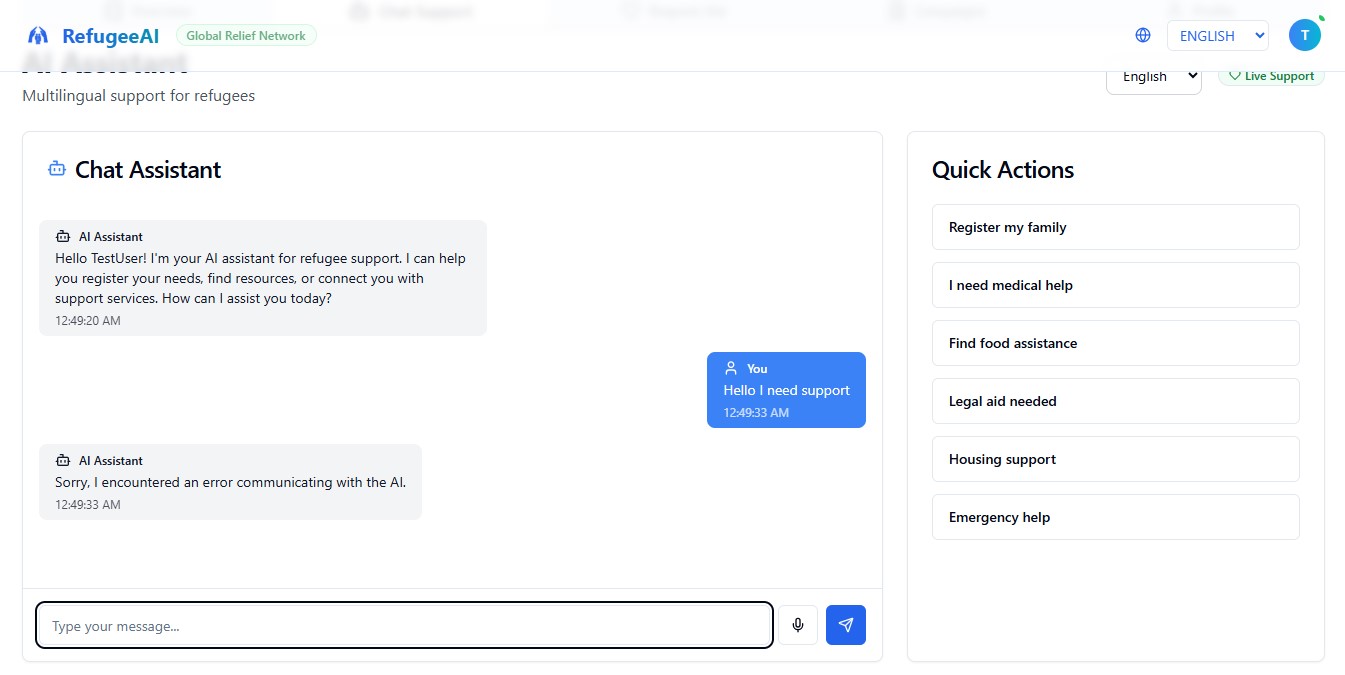 RefugeeAI
Global Relief Network
ENGLISH
T
AI Assistant
Multilingual support for refugees
English
Live Support
Chat Assistant
AI Assistant
Hello TestUser! I'm your AI assistant for refugee support. I can help
you register your needs, find resources, or connect you with
support services. How can I assist you today?
12:49:20 AM
You
Hello I need support
12:49:33 AM
AI Assistant
Sorry, I encountered an error communicating with the AI.
12:49:33 AM
Type your message...
Quick Actions
Register my family
I need medical help
Find food assistance
Legal aid needed
Housing support
Emergency help